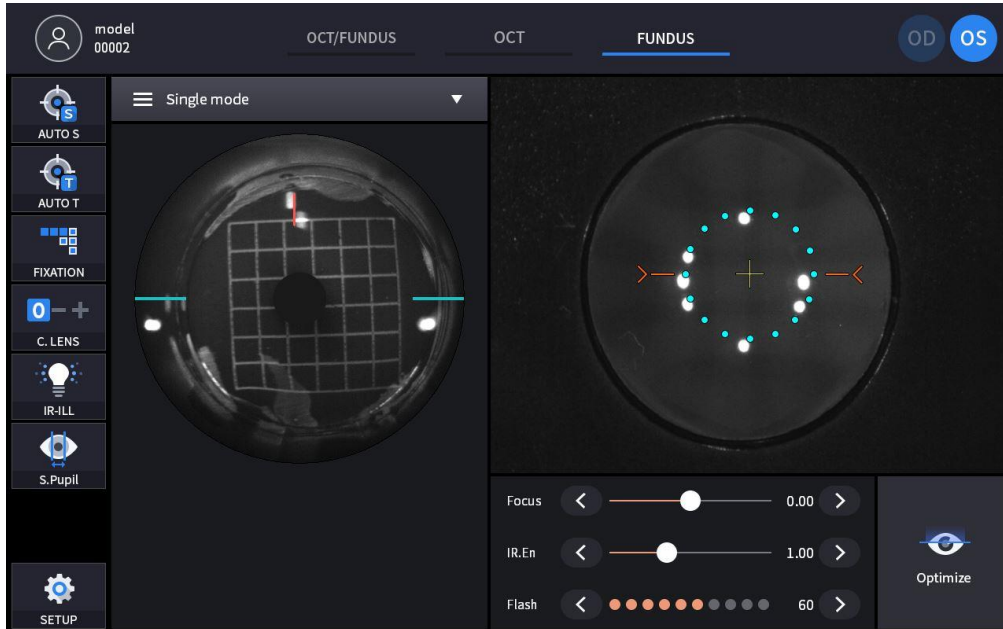 model
00002
OCT/FUNDUS
OCT
FUNDUS
OD
OS
S
AUTO S
T
AUTO T
FIXATION
0
C. LENS
IR-ILL
S.Pupil
SETUP
Single mode
Focus
0.00
IR.En
1.00
Flash
60
Optimize